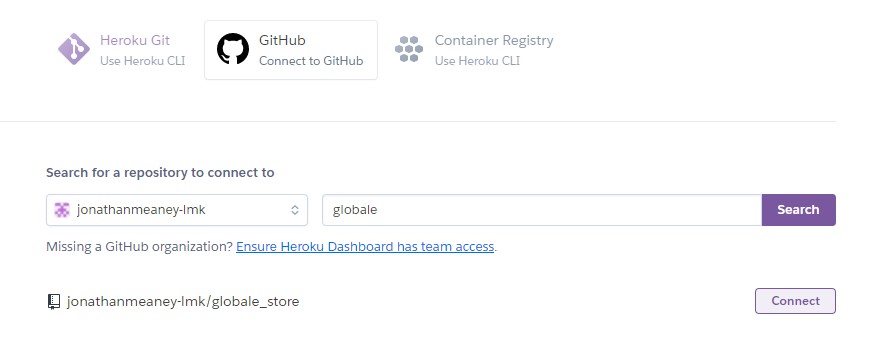 Heroku Git
Use Heroku CLI
GitHub
Connect to GitHub
Container Registry
Use Heroku CLI
Search for a repository to connect to
jonathanmeaney-lmk
globale
Search
Missing a GitHub organization? Ensure Heroku Dashboard has team access.
jonathanmeaney-lmk/globale_store
Connect